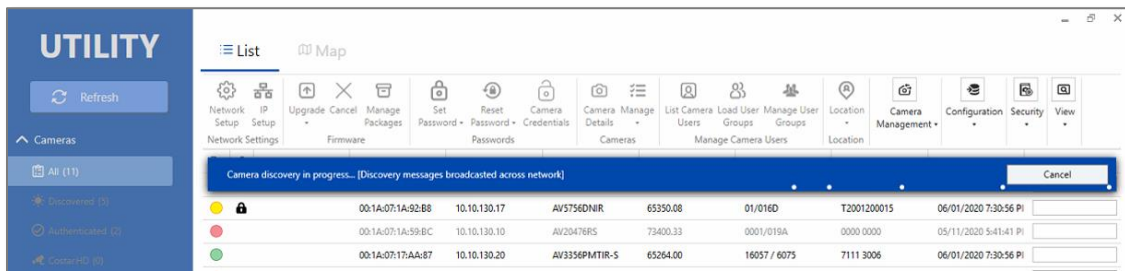 UTILITY
List
Map
Refresh
Network Setup
IP Setup
Upgrade
Cancel
Manage Packages
Set Password
Reset Password
Camera Credentials
Camera Details
Manage
List Camera Users
Load User Groups
Manage User Groups
Location
Camera Management
Configuration
Security
View
Network Settings
Firmware
Passwords
Cameras
Manage Camera Users
Location
Cameras
All (11)
Camera discovery in progress... [Discovery messages broadcasted across network]
Cancel
Discovered (5)
00:1A:07:1A:92:B8 10.10.130.17 AV5756DNIR 65350.08 01/016D T2001200015 06/01/2020 7:30:56 PI
Authenticated (2)
00:1A:07:1A:59:BC 10.10.130.10 AV20476RS 73400.33 0001/019A 0000 0000 05/11/2020 5:41:41 PI
CostarHD (0)
00:1A:07:17:AA:87 10.10.130.20 AV3356PMTIR-S 65264.00 16057 / 6075 7111 3006 06/01/2020 7:30:56 PI